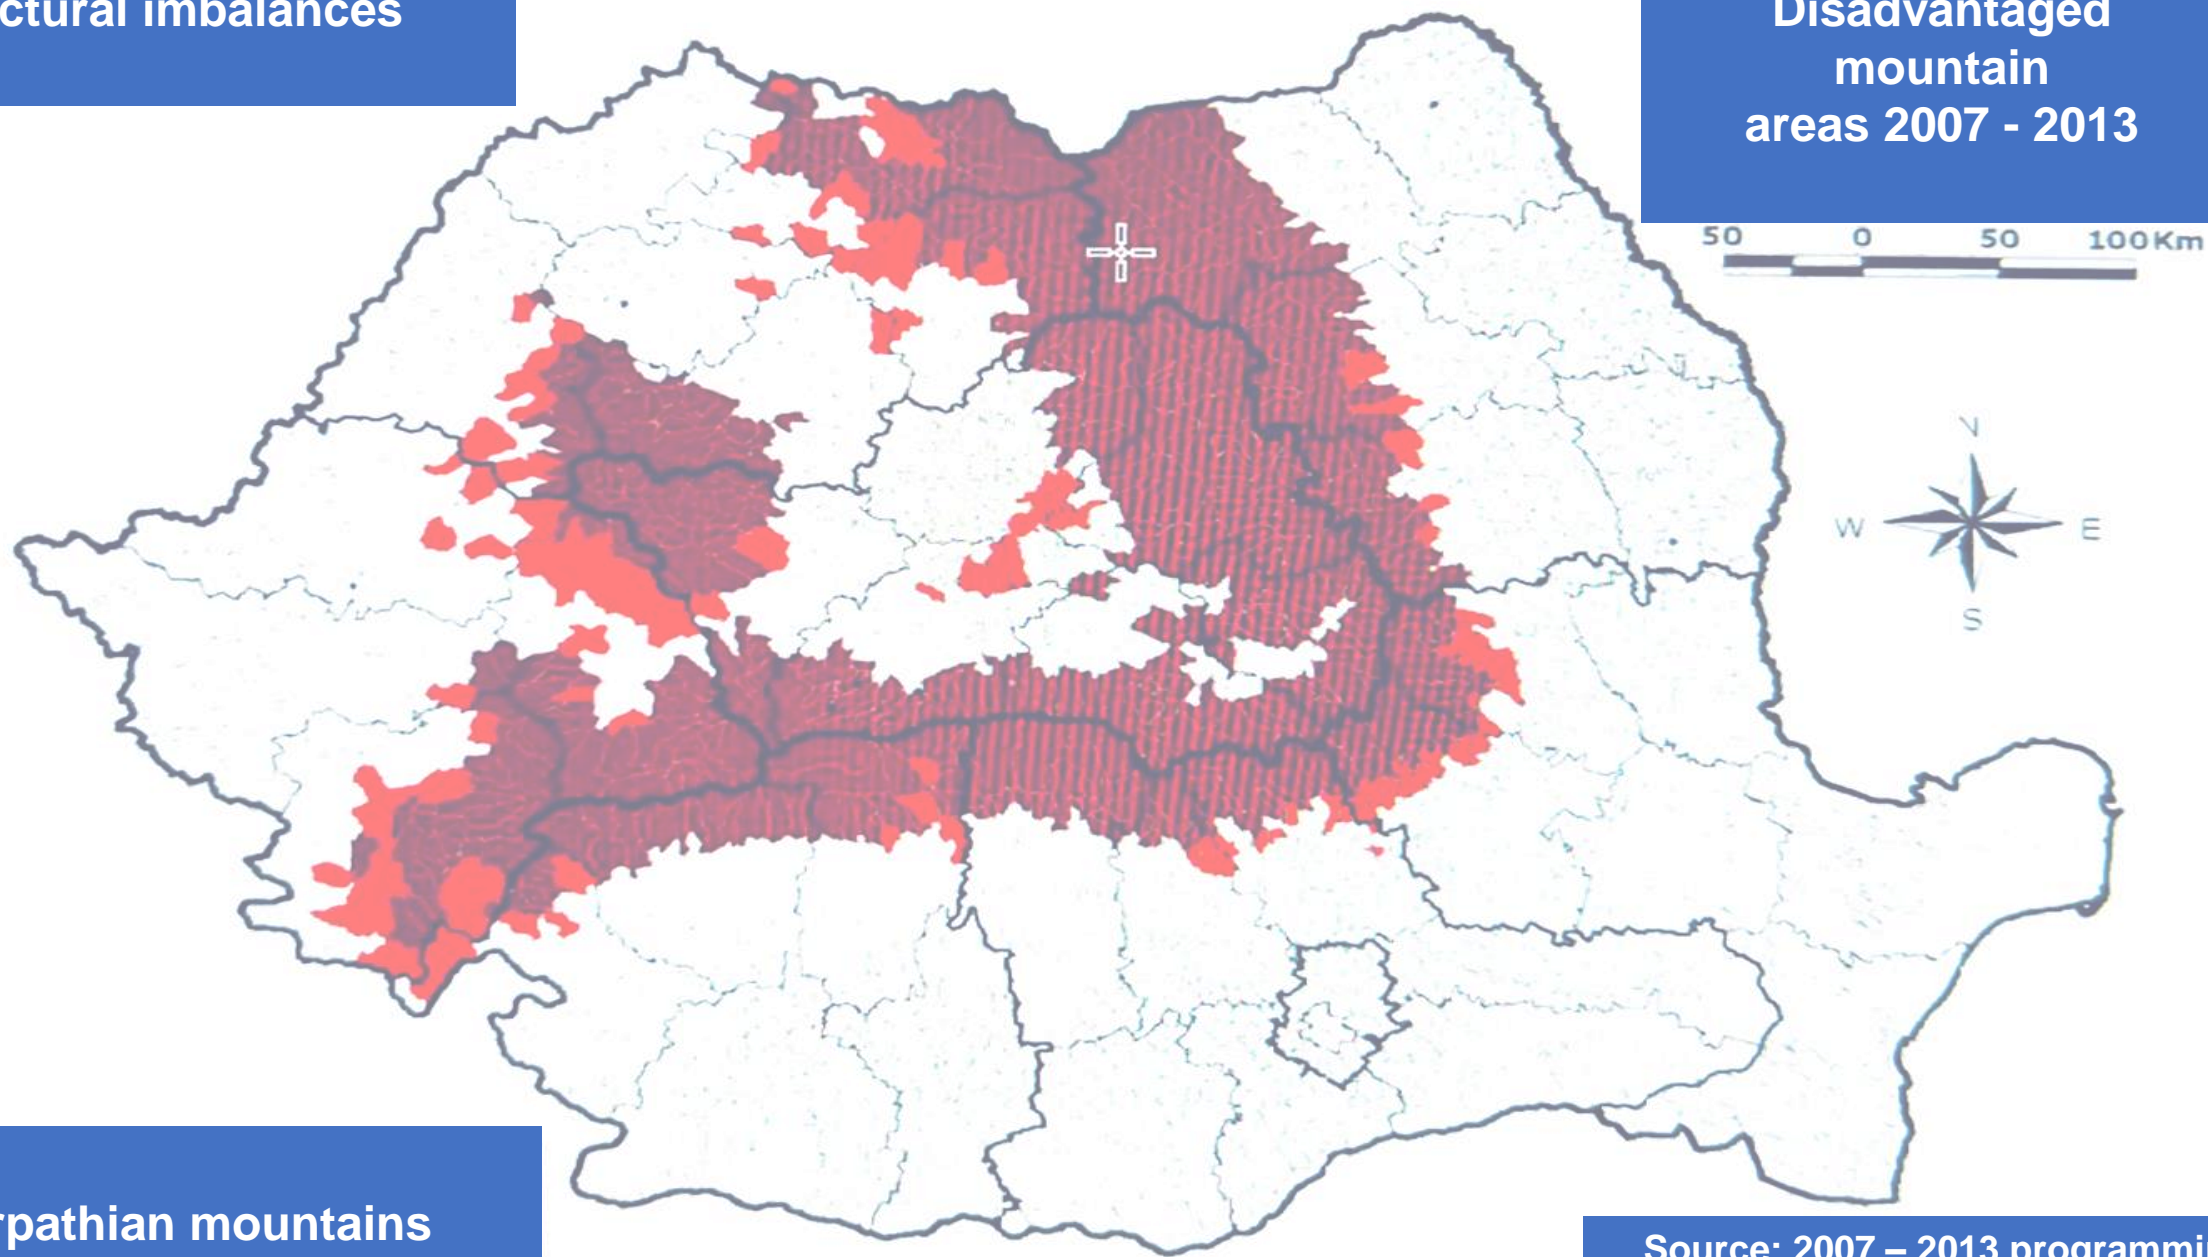 ctural imbalances
Disadvantaged
mountain
areas 2007 - 2013
50 0 50 100Km
N
W E
S
rpathian mountains
Source: 2007 – 2013 programmi